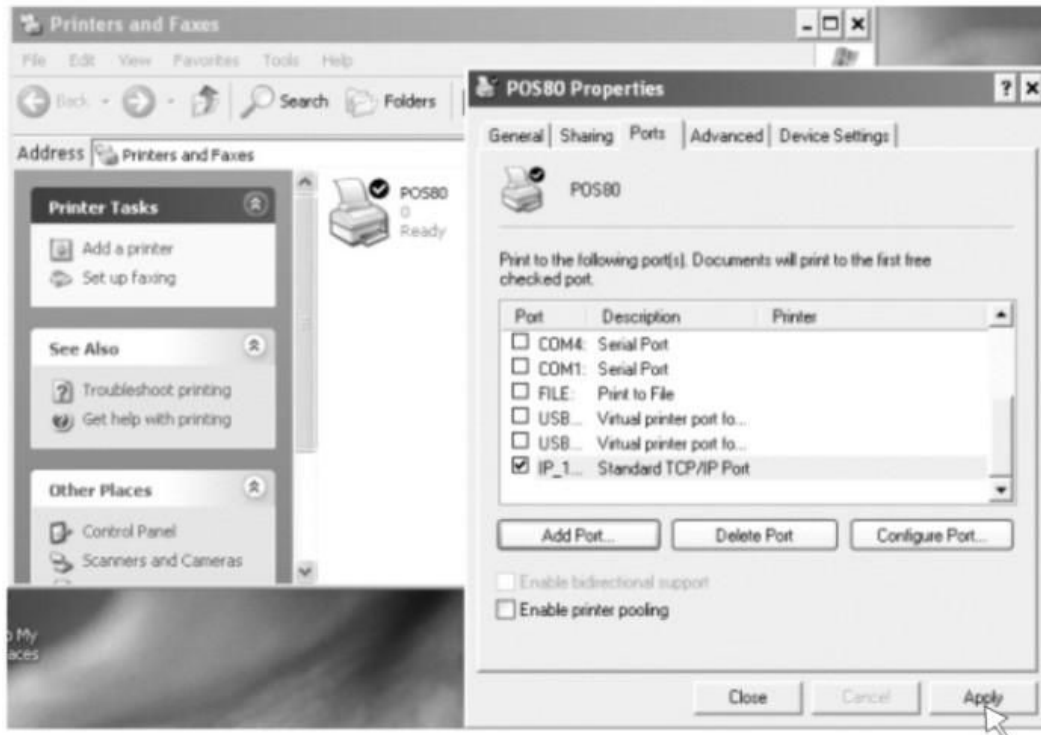 Printers and Faxes
File Edit View Favorites Tools Help
Back Search Folders
Address Printers and Faxes
Printer Tasks
Add a printer
Set up faxing
See Also
Troubleshoot printing
Get help with printing
Other Places
Control Panel
Scanners and Cameras
POS80
0
Ready
POS80 Properties
General Sharing Ports Advanced Device Settings
POS80
Print to the following port(s). Documents will print to the first free
checked port.
Port Description Printer
COM4: Serial Port
COM1: Serial Port
FILE: Print to File
USB... Virtual printer port fo...
USB... Virtual printer port fo...
IP_1... Standard TCP/IP Port
Add Port... Delete Port Configure Port...
Enable bidirectional support
Enable printer pooling
Close Cancel Apply
My
aces